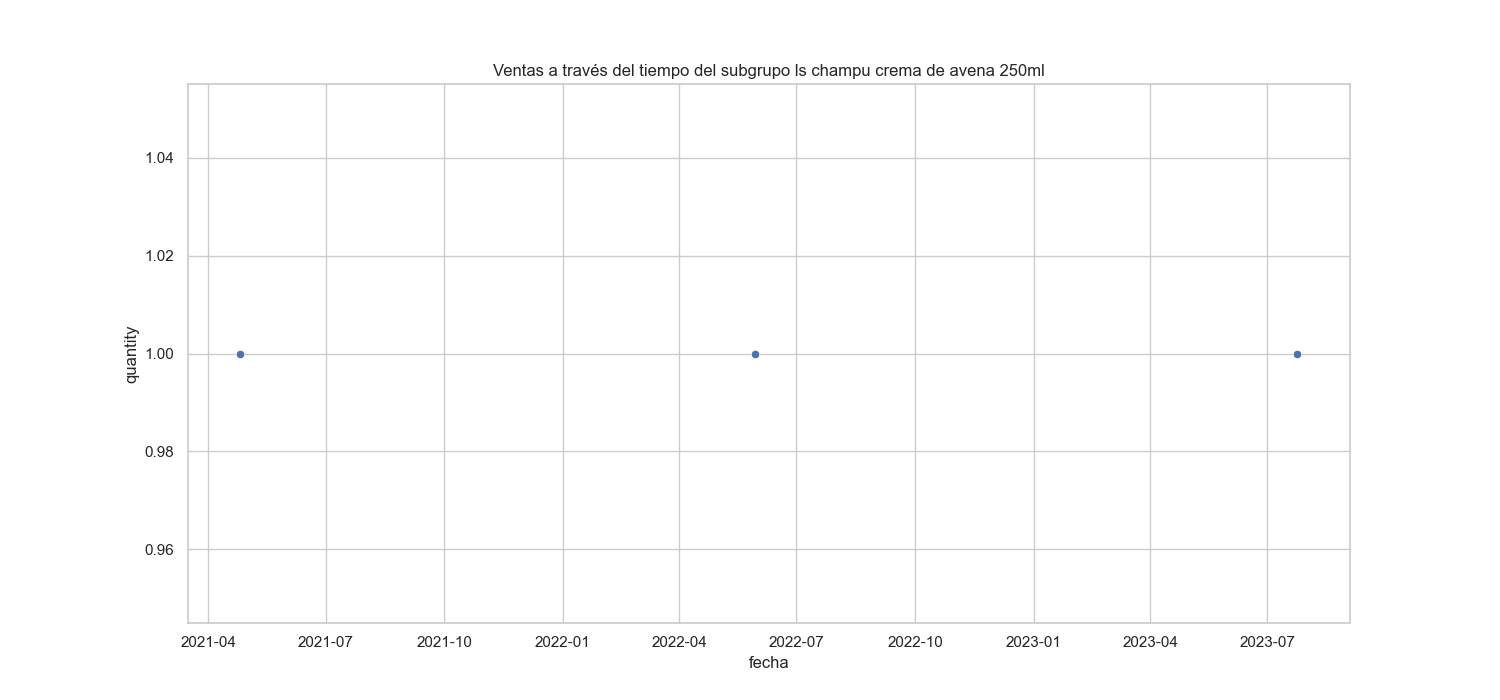 Ventas a través del tiempo del subgrupo ls champu crema de avena 250ml
1.04
1.02
1.00
0.98
0.96
quantity
2021-04 2021-07 2021-10 2022-01 2022-04 2022-07 2022-10 2023-01 2023-04 2023-07
fecha